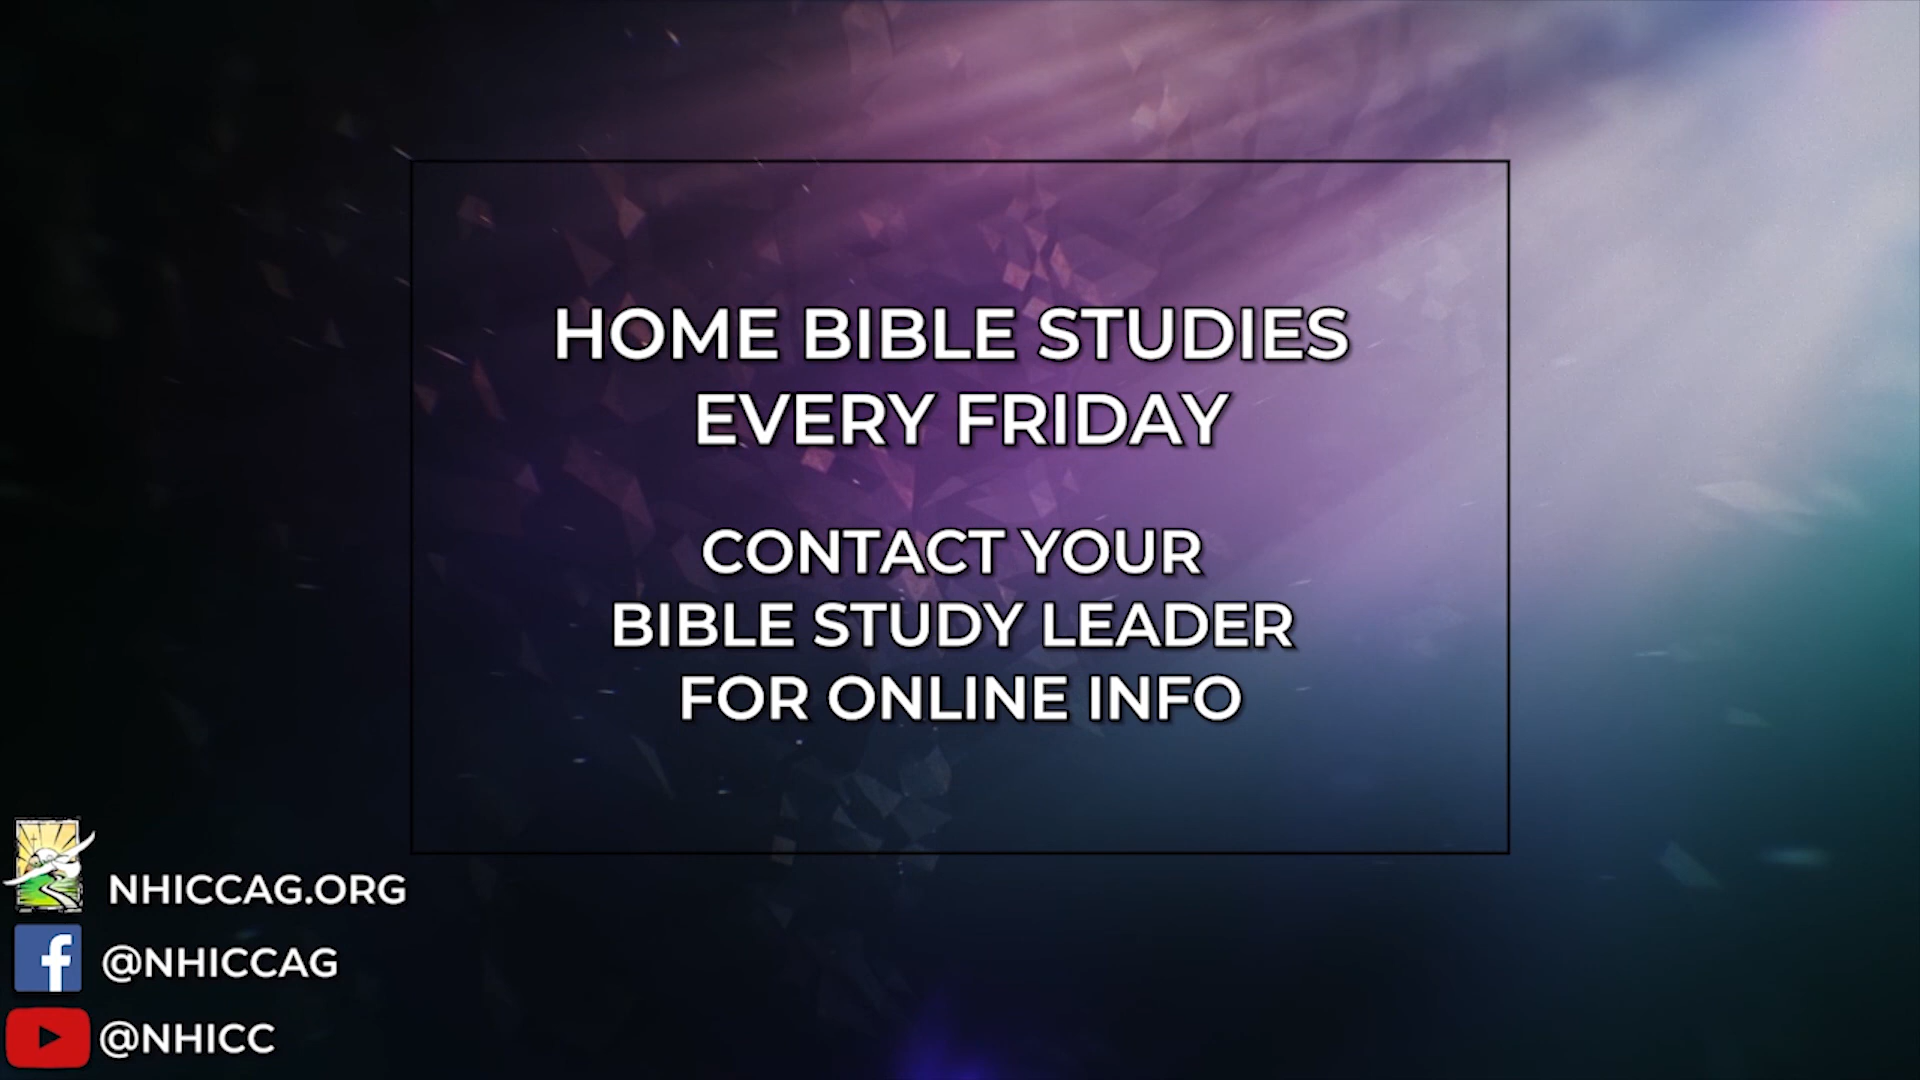 HOME BIBLE STUDIES
EVERY FRIDAY
CONTACT YOUR
BIBLE STUDY LEADER
FOR ONLINE INFO
NHICCAG.ORG
@NHICCAG
@NHICC